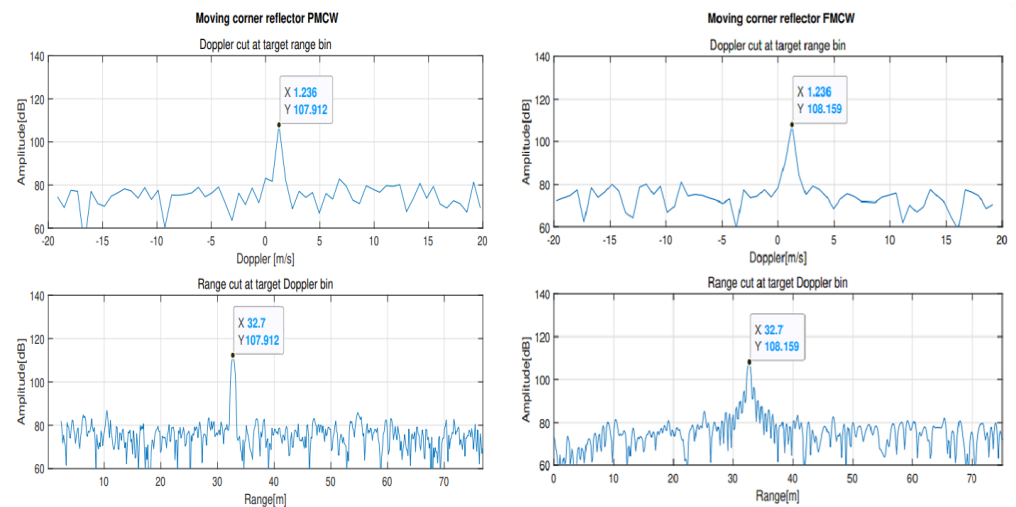 Moving corner reflector PMCW
Doppler cut at target range bin
140
120
100
80
60
Amplitude[dB]
X 1.236
Y 107.912
-20 -15 -10 -5 0 5 10 15 20
Doppler [m/s]
Range cut at target Doppler bin
140
120
100
80
60
Amplitude[dB]
X 32.7
Y 107.912
10 20 30 40 50 60 70
Range[m]
Moving corner reflector FMCW
Doppler cut at target range bin
140
120
100
80
60
Amplitude[dB]
X 1.236
Y 108.159
-20 -15 -10 -5 0 5 10 15 20
Doppler[m/s]
Range cut at target Doppler bin
140
120
100
80
60
Amplitude[dB]
X 32.7
Y 108.159
0 10 20 30 40 50 60 70
Range[m]